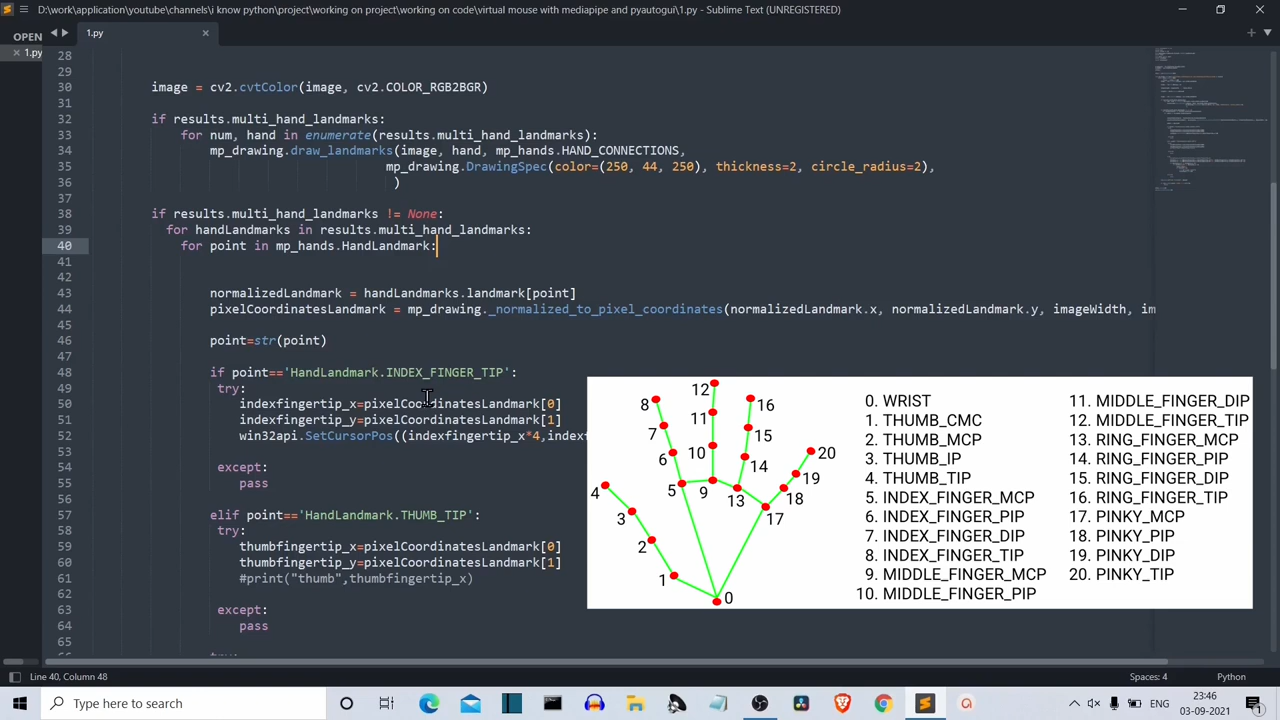 D:\work\application\youtube\channels\i know python\project\working on project\working on code\virtual mouse with mediapipe and pyautogui\1.py - Sublime Text (UNREGISTERED)
OPEN
1.py
1.py
28
29
30 image = cv2.cvtColor(image, cv2.COLOR_RGB2BGR)
31
32 if results.multi_hand_landmarks:
33 for num, hand in enumerate(results.multi_hand_landmarks):
34 mp_drawing.draw_landmarks(image, hand, mp_hands.HAND_CONNECTIONS,
35 mp_drawing.DrawingSpec(color=(250, 44, 250), thickness=2, circle_radius=2),
36 )
37
38 if results.multi_hand_landmarks != None:
39 for handLandmarks in results.multi_hand_landmarks:
40 for point in mp_hands.HandLandmark:
41
42
43 normalizedLandmark = handLandmarks.landmark[point]
44 pixelCoordinatesLandmark = mp_drawing._normalized_to_pixel_coordinates(normalizedLandmark.x, normalizedLandmark.y, imageWidth, im
45
46 point=str(point)
47
48 if point=='HandLandmark.INDEX_FINGER_TIP':
49 try:
50 indexfingertip_x=pixelCoordinatesLandmark[0]
51 indexfingertip_y=pixelCoordinatesLandmark[1]
52 win32api.SetCursorPos((indexfingertip_x*4,indexf
53
54 except:
55 pass
56
57 elif point=='HandLandmark.THUMB_TIP':
58 try:
59 thumbfingertip_x=pixelCoordinatesLandmark[0]
60 thumbfingertip_y=pixelCoordinatesLandmark[1]
61 #print("thumb",thumbfingertip_x)
62
63 except:
64 pass
65
12
8
16
11
7
15
20
10
6
14
19
4
5
9
13
18
3
17
2
1
0
0. WRIST
1. THUMB_CMC
2. THUMB_MCP
3. THUMB_IP
4. THUMB_TIP
5. INDEX_FINGER_MCP
6. INDEX_FINGER_PIP
7. INDEX_FINGER_DIP
8. INDEX_FINGER_TIP
9. MIDDLE_FINGER_MCP
10. MIDDLE_FINGER_PIP
11. MIDDLE_FINGER_DIP
12. MIDDLE_FINGER_TIP
13. RING_FINGER_MCP
14. RING_FINGER_PIP
15. RING_FINGER_DIP
16. RING_FINGER_TIP
17. PINKY_MCP
18. PINKY_PIP
19. PINKY_DIP
20. PINKY_TIP
Line 40, Column 48
Spaces: 4
Python
Type here to search
ENG
23:46
03-09-2021